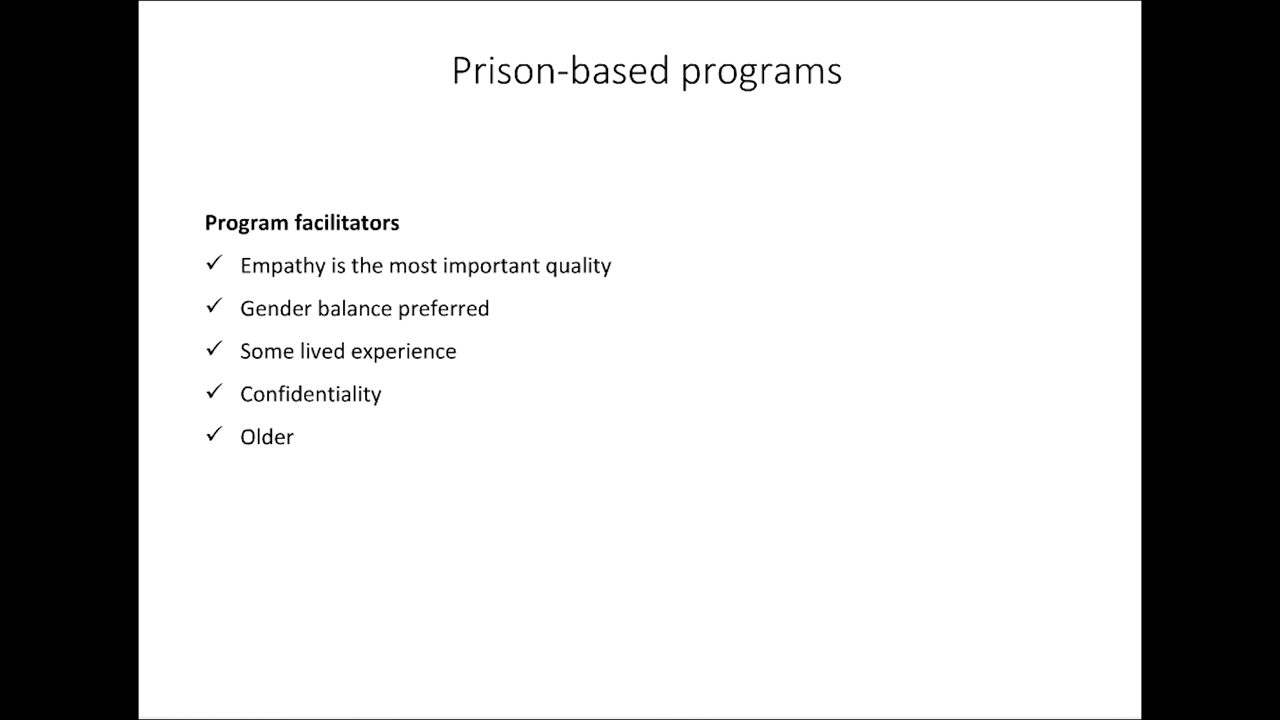 Prison-based programs
Program facilitators
✓ Empathy is the most important quality
✓ Gender balance preferred
✓ Some lived experience
✓ Confidentiality
✓ Older